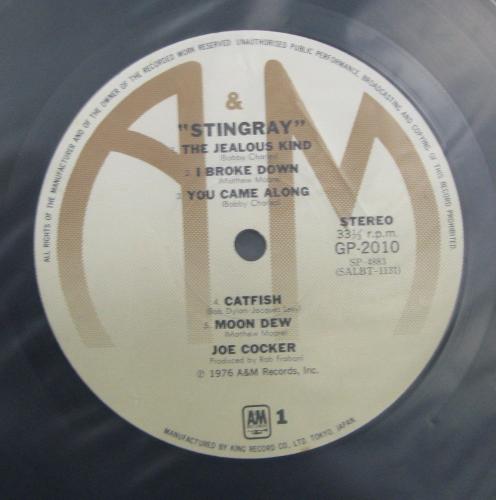 ALL RIGHTS OF THE MANUFACTURER AND OF THE OWNER OF THE RECORDED WORK RESERVED. UNAUTHORISED PUBLIC PERFORMANCE, BROADCASTING AND COPYING OF THIS RECORD PROHIBITED.
A & M
"STINGRAY"
1. THE JEALOUS KIND
(Bobby Charles)
2. I BROKE DOWN
(Matthew Moore)
3. YOU CAME ALONG
(Bobby Charles)
STEREO
33⅓ r.p.m.
GP-2010
SP-4883
(SALBT-1131)
4. CATFISH
(Bob Dylan-Jacques Levy)
5. MOON DEW
(Matthew Moore)
JOE COCKER
Produced by Rob Fraboni
℗ 1976 A&M Records, Inc.
A&M 1
MANUFACTURED BY KING RECORD CO., LTD. TOKYO, JAPAN